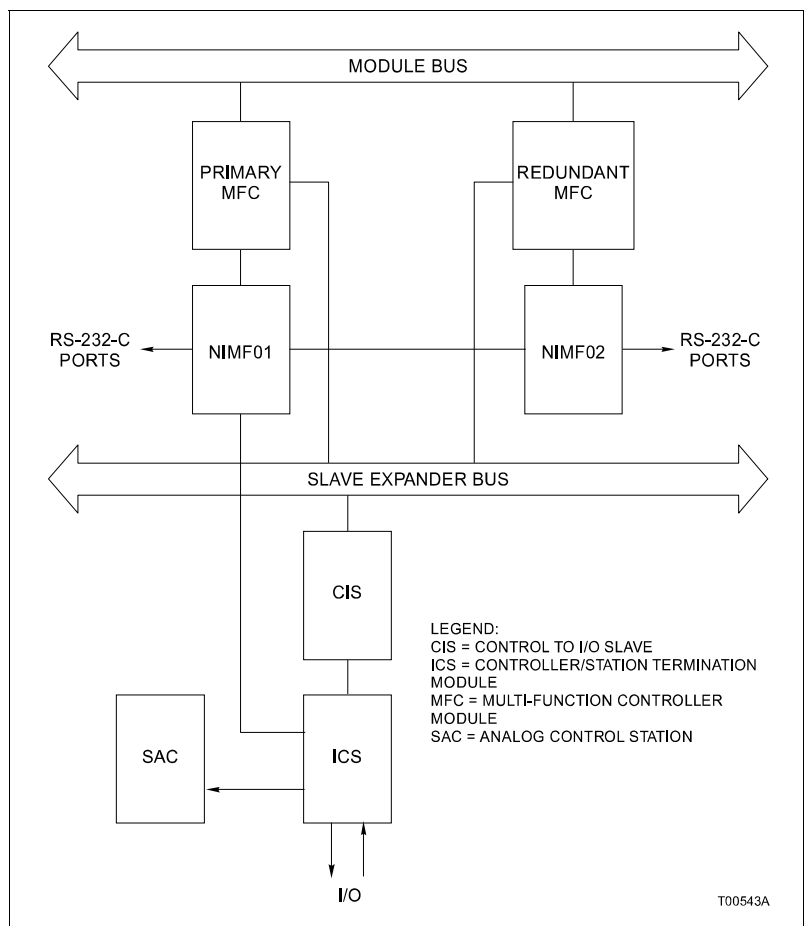 MODULE BUS
PRIMARY
MFC
REDUNDANT
MFC
RS-232-C
PORTS
NIMF01
NIMF02
RS-232-C
PORTS
SLAVE EXPANDER BUS
CIS
LEGEND:
CIS = CONTROL TO I/O SLAVE
ICS = CONTROLLER/STATION TERMINATION
MODULE
MFC = MULTI-FUNCTION CONTROLLER
MODULE
SAC = ANALOG CONTROL STATION
SAC
ICS
I/O
T00543A